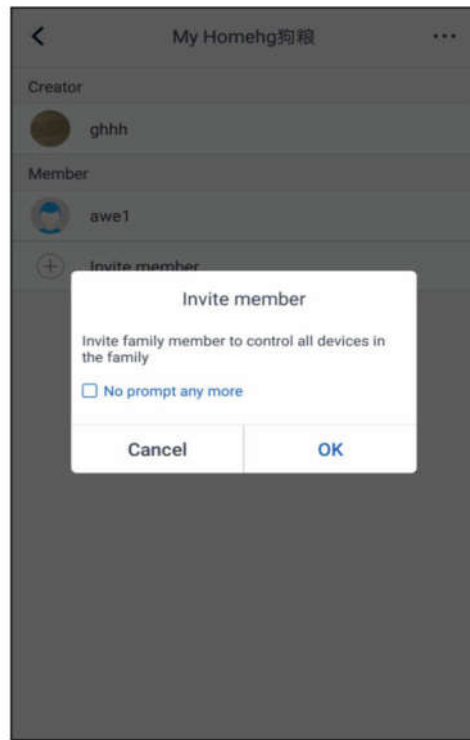 My Homehg狗粮
Creator
ghhh
Member
awe1
Invite member
Invite member
Invite family member to control all devices in
the family
No prompt any more
Cancel
OK